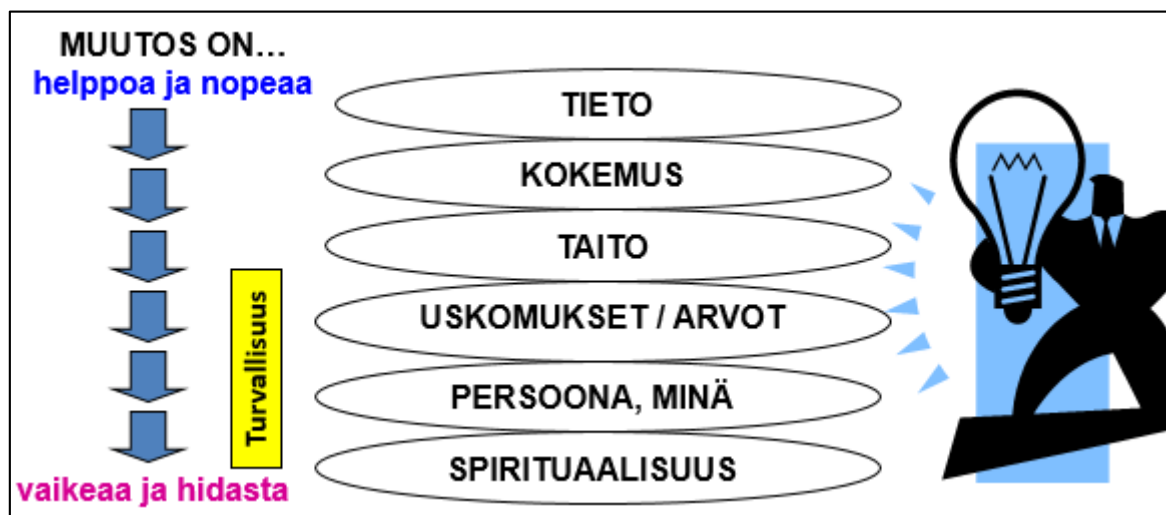 MUUTOS ON...
helppoa ja nopeaa
TIETO
KOKEMUS
TAITO
USKOMUKSET / ARVOT
PERSOONA, MINÄ
SPIRITUAALISUUS
Turvallisuus
vaikeaa ja hidasta